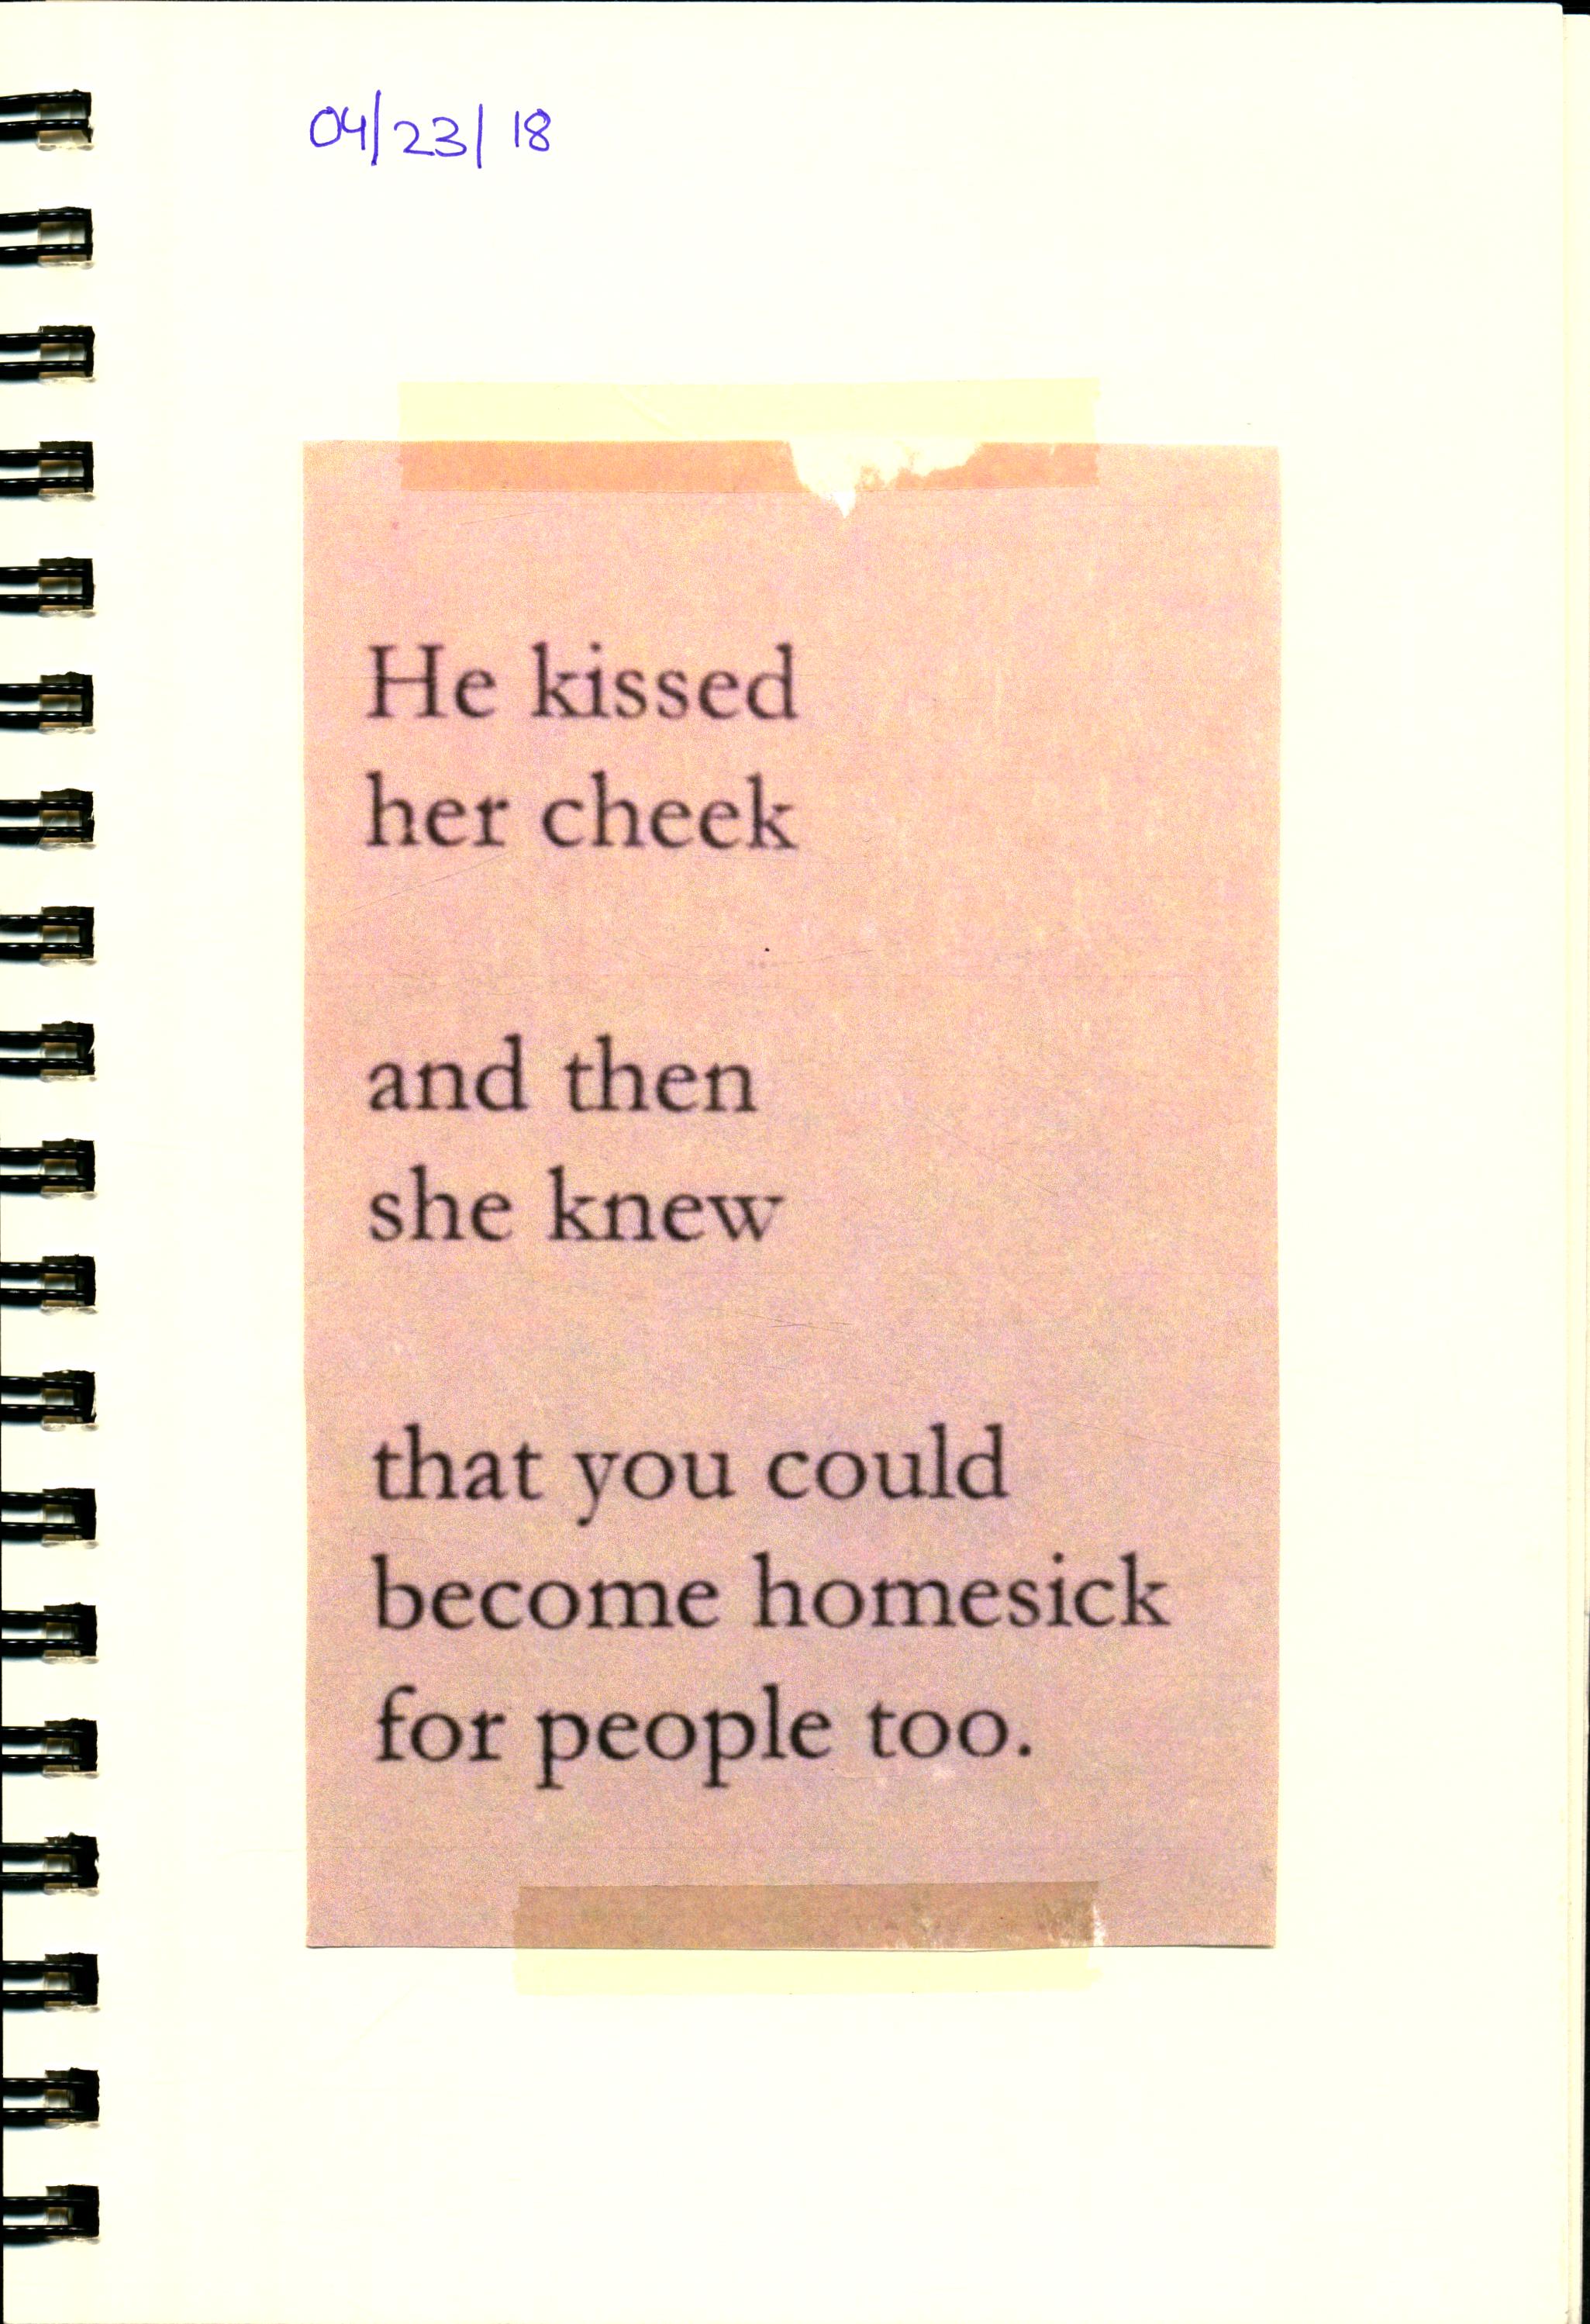 04/23/18
He kissed
her cheek
and then
she knew
that you could
become homesick
for people too.